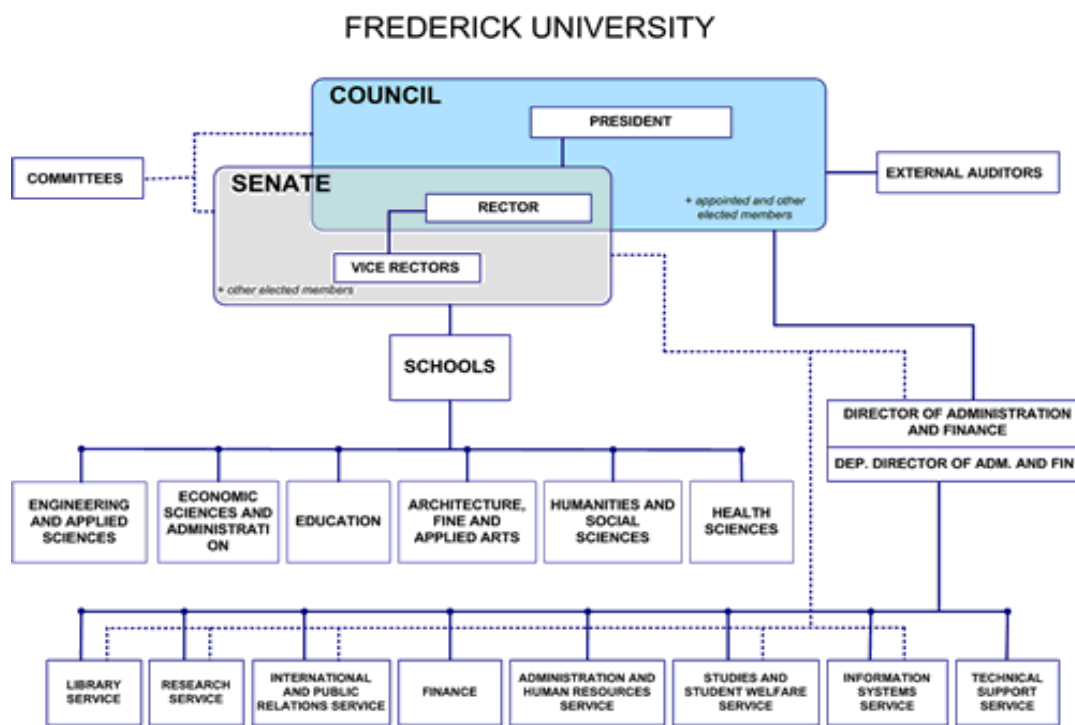 FREDERICK UNIVERSITY
COUNCIL
PRESIDENT
COMMITTEES
EXTERNAL AUDITORS
SENATE
RECTOR
+ appointed and other
elected members
VICE RECTORS
+ other elected members
SCHOOLS
DIRECTOR OF ADMINISTRATION
AND FINANCE
DEP. DIRECTOR OF ADM. AND FIN
ENGINEERING
AND APPLIED
SCIENCES
ECONOMIC
SCIENCES AND
ADMINISTRATI
ON
EDUCATION
ARCHITECTURE,
FINE AND
APPLIED ARTS
HUMANITIES AND
SOCIAL
SCIENCES
HEALTH
SCIENCES
LIBRARY
SERVICE
RESEARCH
SERVICE
INTERNATIONAL
AND PUBLIC
RELATIONS SERVICE
FINANCE
ADMINISTRATION AND
HUMAN RESOURCES
SERVICE
STUDIES AND
STUDENT WELFARE
SERVICE
INFORMATION
SYSTEMS
SERVICE
TECHNICAL
SUPPORT
SERVICE